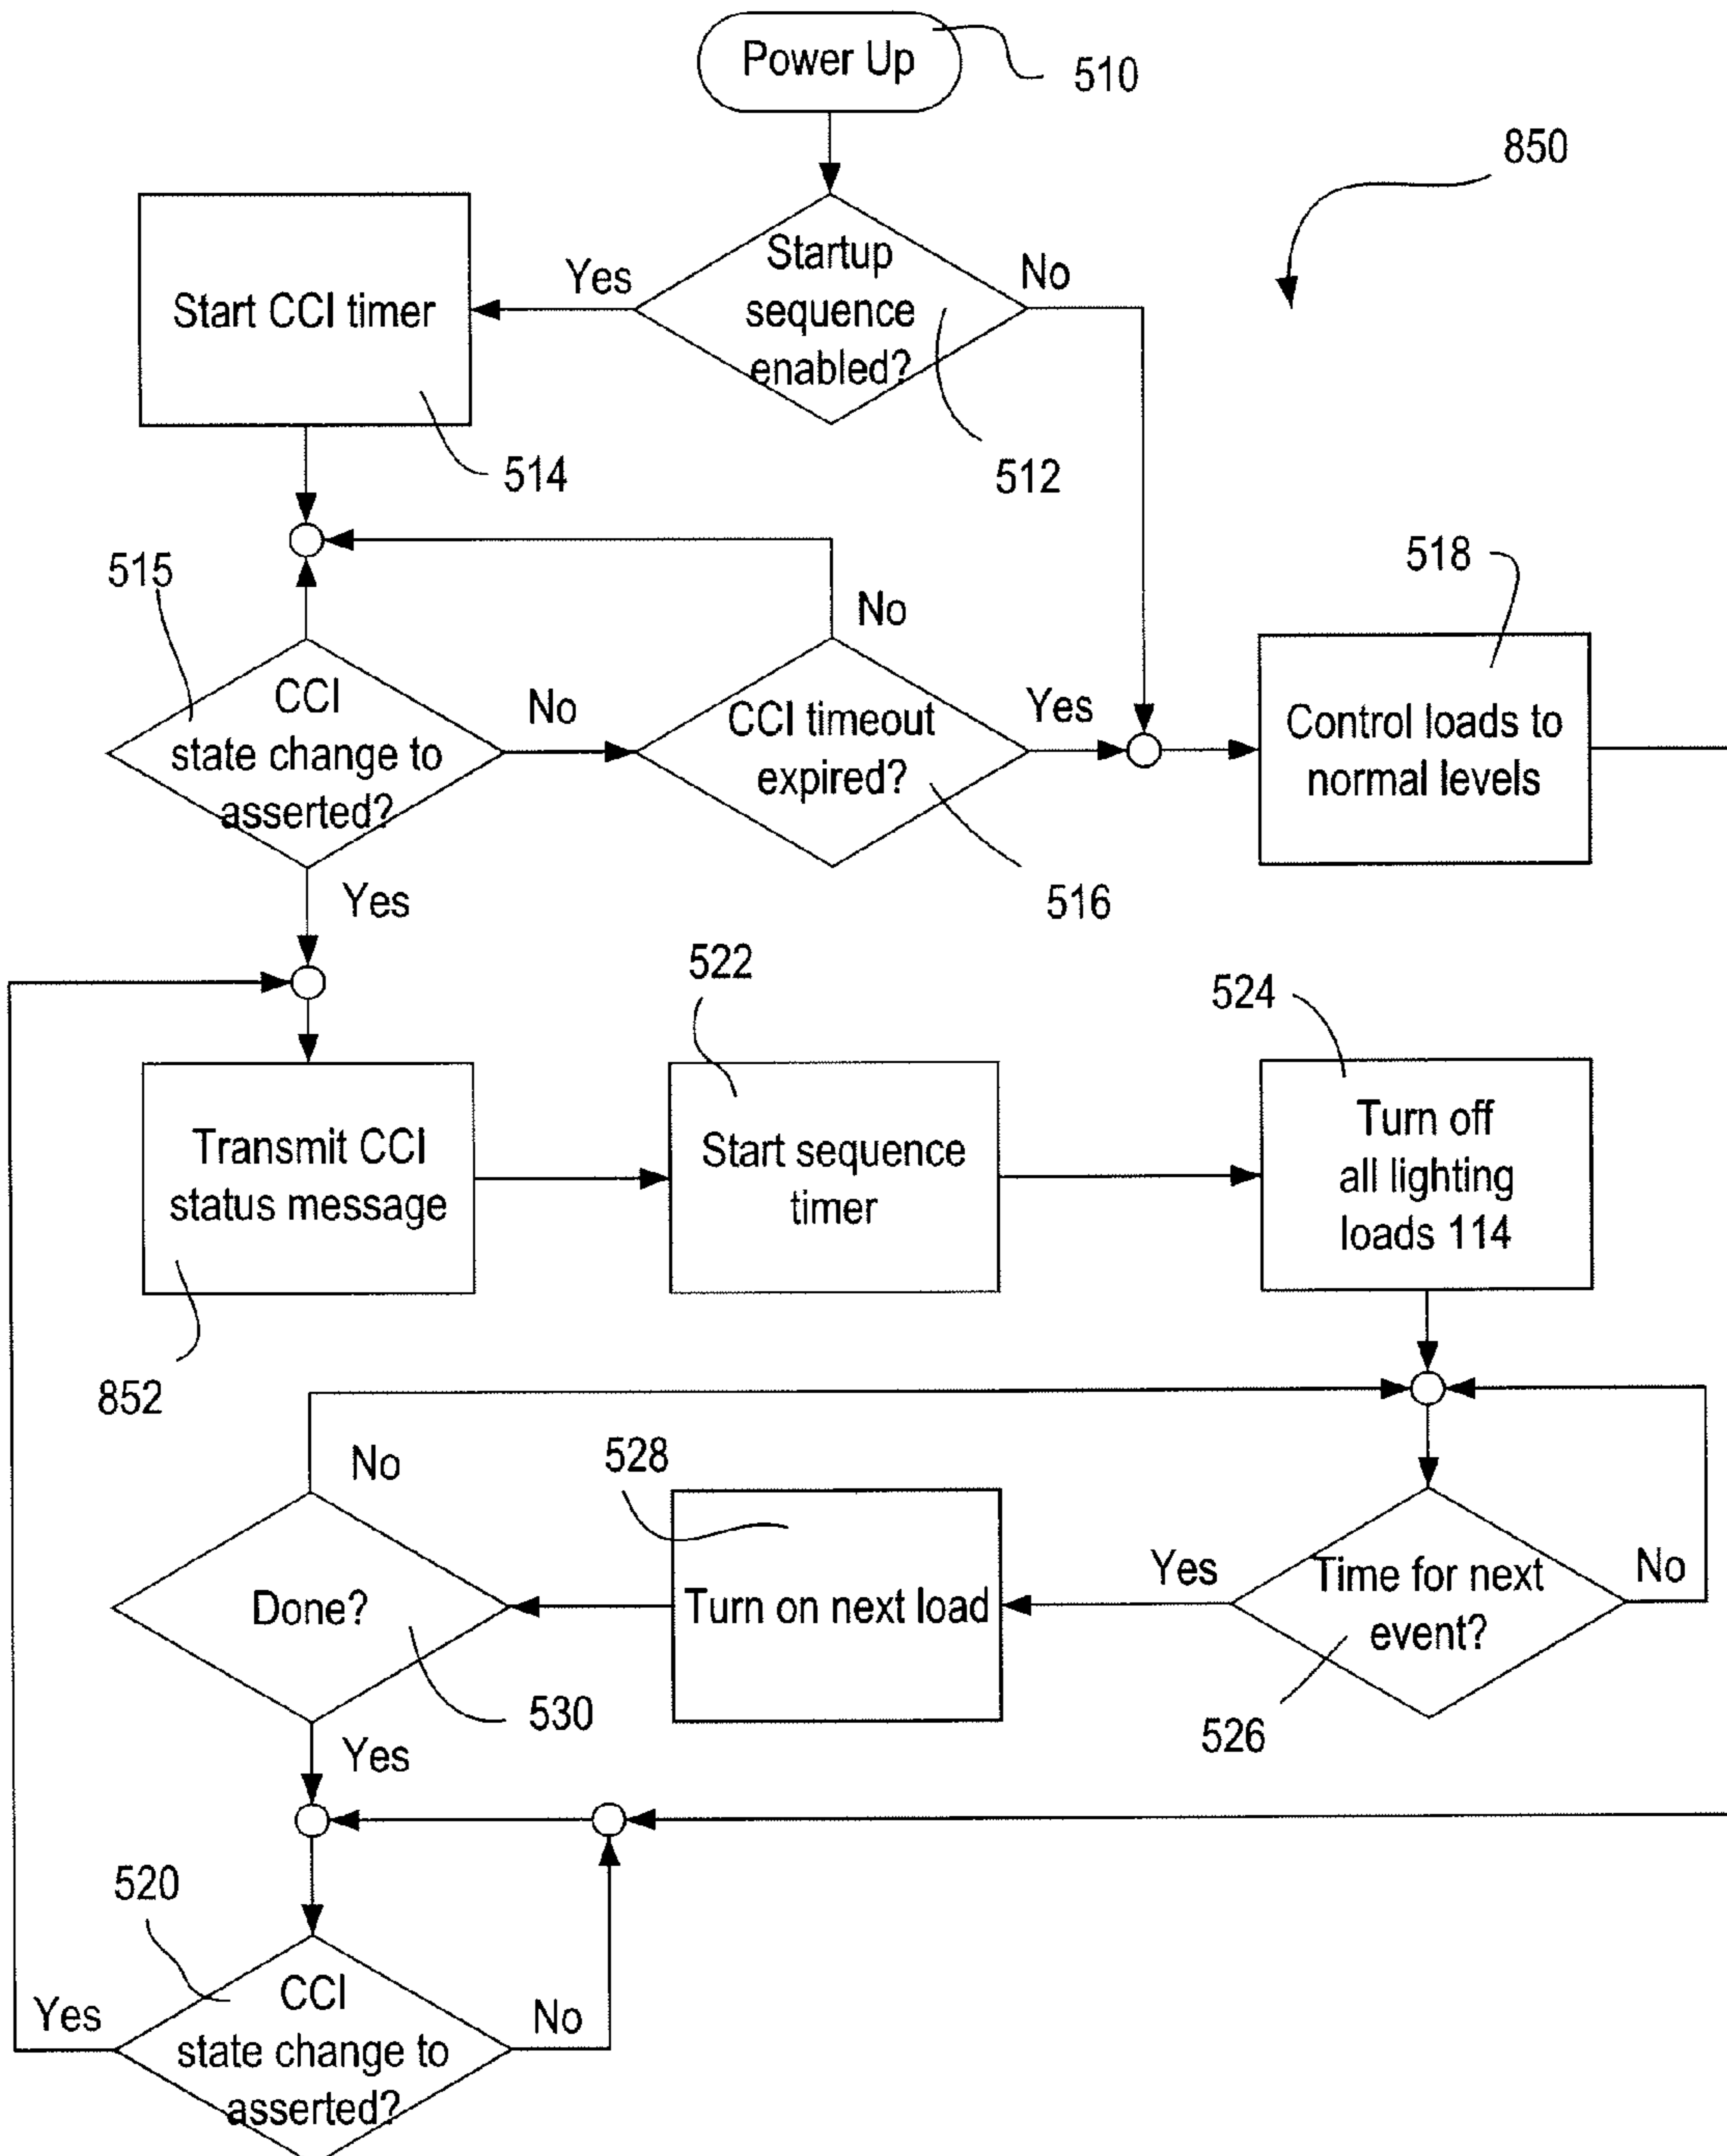 Power Up
510
850
Startup
sequence
enabled?
Yes
No
Start CCI timer
514
512
515
518
No
CCI
state change to
asserted?
No
CCI timeout
expired?
Yes
Control loads to
normal levels
516
Yes
522
524
Transmit CCI
status message
Start sequence
timer
Turn off
all lighting
loads 114
852
528
No
Done?
Turn on next load
Yes
Time for next
event?
No
530
526
Yes
520
CCI
state change to
asserted?
Yes
No